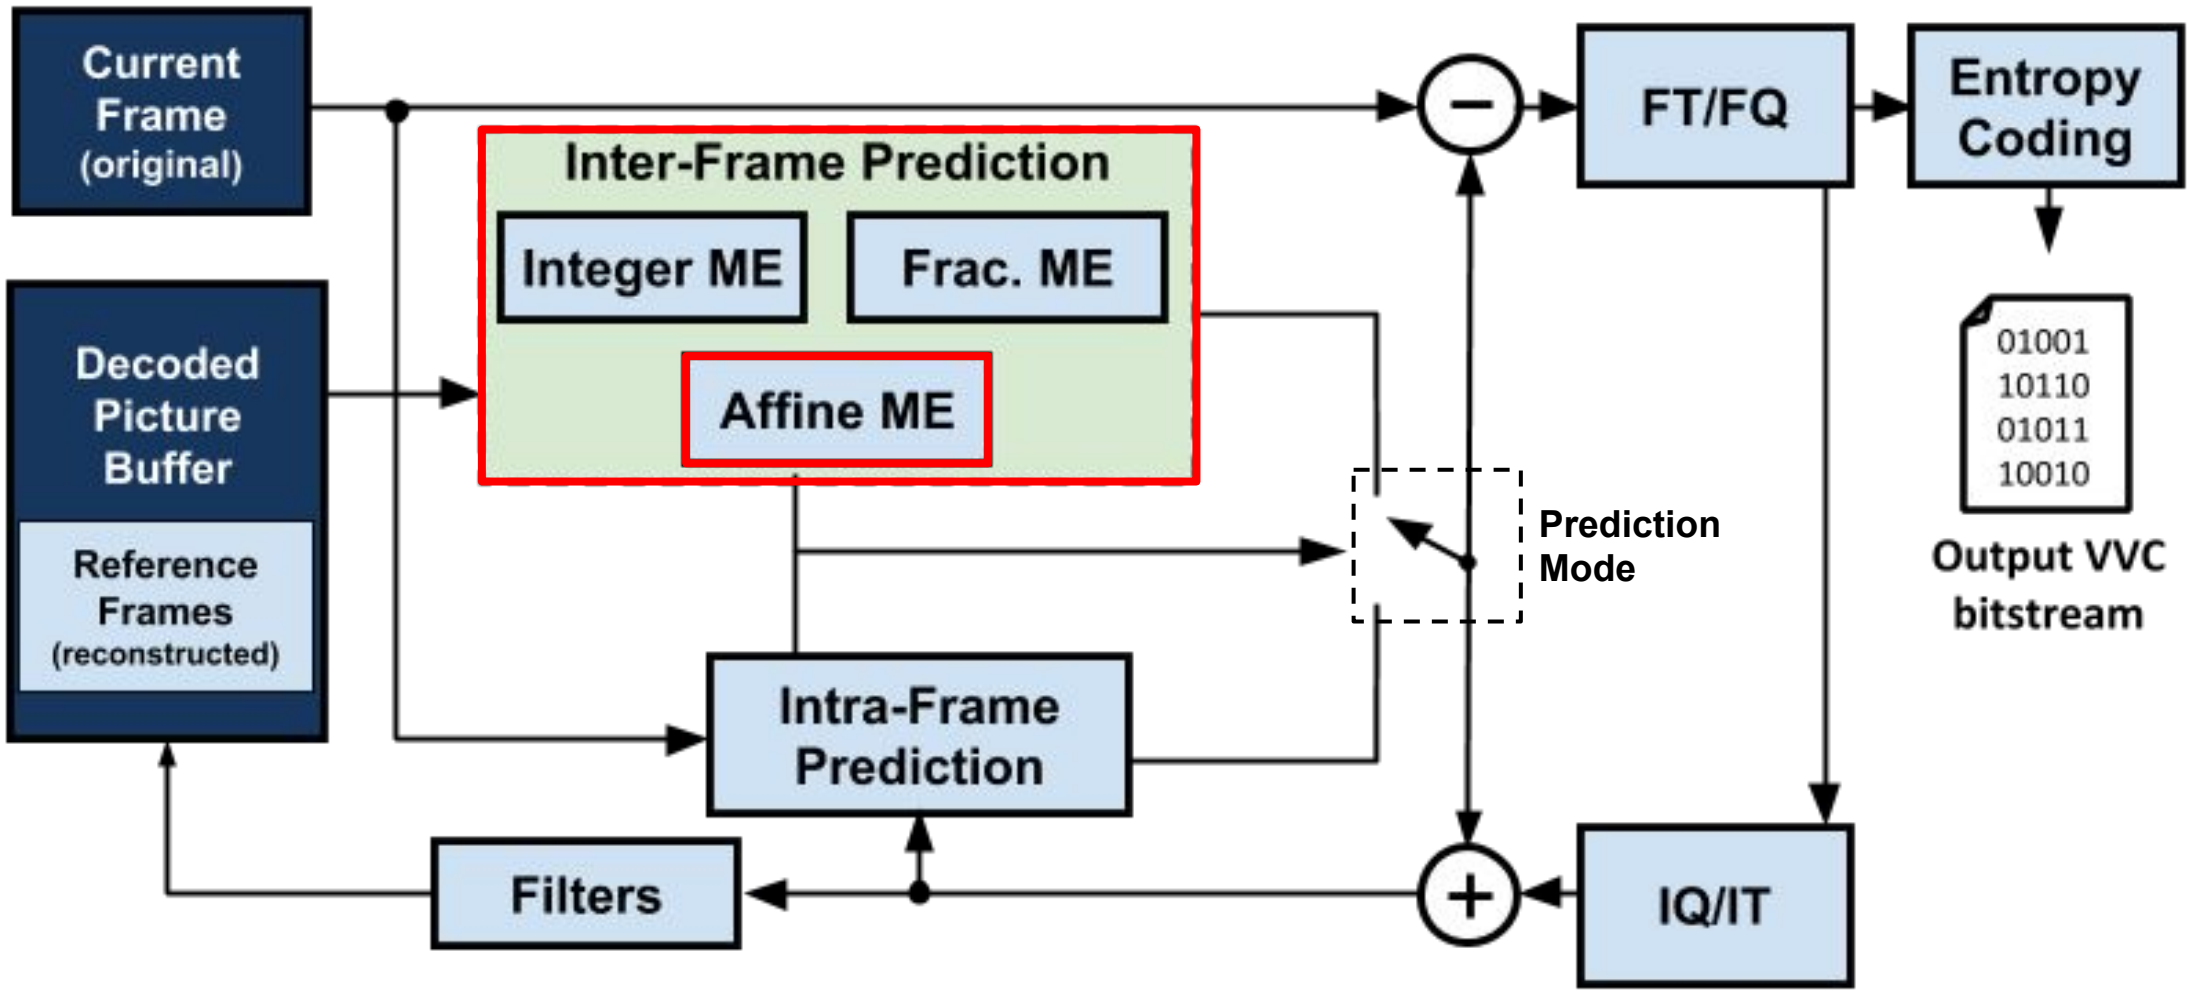 Current
Frame
(original)
Inter-Frame Prediction
Integer ME
Frac. ME
Affine ME
FT/FQ
Entropy
Coding
Decoded
Picture
Buffer
Reference
Frames
(reconstructed)
01001
10110
01011
10010
Output VVC
bitstream
Prediction
Mode
Intra-Frame
Prediction
Filters
IQ/IT